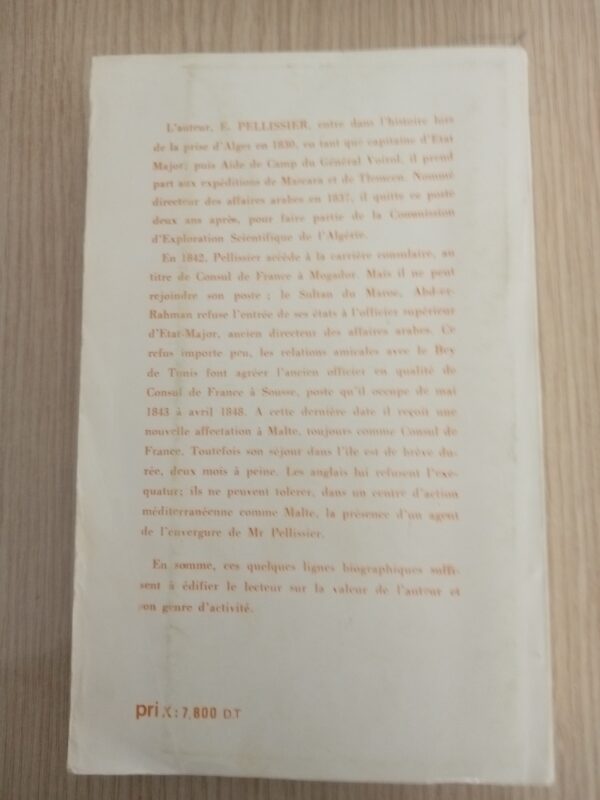 L'auteur, E. PELLISSIER, entre dans l'histoire lors
de la prise d'Alger en 1830, en tant que capitaine d'Etat
Major; puis Aide de Camp du Général Voirol, il prend
part aux expéditions de Mascara et de Tlemcen. Nommé
directeur des affaires arabes en 1837, il quitte ce poste
deux ans après, pour faire partie de la Commission
d'Exploration Scientifique de l'Algérie.
En 1842, Pellissier accède à la carrière consulaire, au
titre de Consul de France à Mogador. Mais il ne peut
rejoindre son poste ; le Sultan du Maroc, Abd-er-
Rahman refuse l'entrée de ses états à l'officier supérieur
d'Etat-Major, ancien directeur des affaires arabes. Ce
refus importe peu, les relations amicales avec le Bey
de Tunis font agréer l'ancien officier en qualité de
Consul de France à Sousse, poste qu'il occupe de mai
1843 à avril 1848. A cette dernière date il reçoit une
nouvelle affectation à Malte, toujours comme Consul de
France. Toutefois son séjour dans l'île est de brève du-
rée, deux mois à peine. Les anglais lui refusent l'exe-
quatur; ils ne peuvent tolerer, dans un centre d'action
méditerranéenne comme Malte, la présence d'un agent
de l'envergure de Mr Pellissier.
En somme, ces quelques lignes biographiques suffi-
sent à édifier le lecteur sur la valeur de l'auteur et
son genre d'activité.
prix : 7,800 D.T